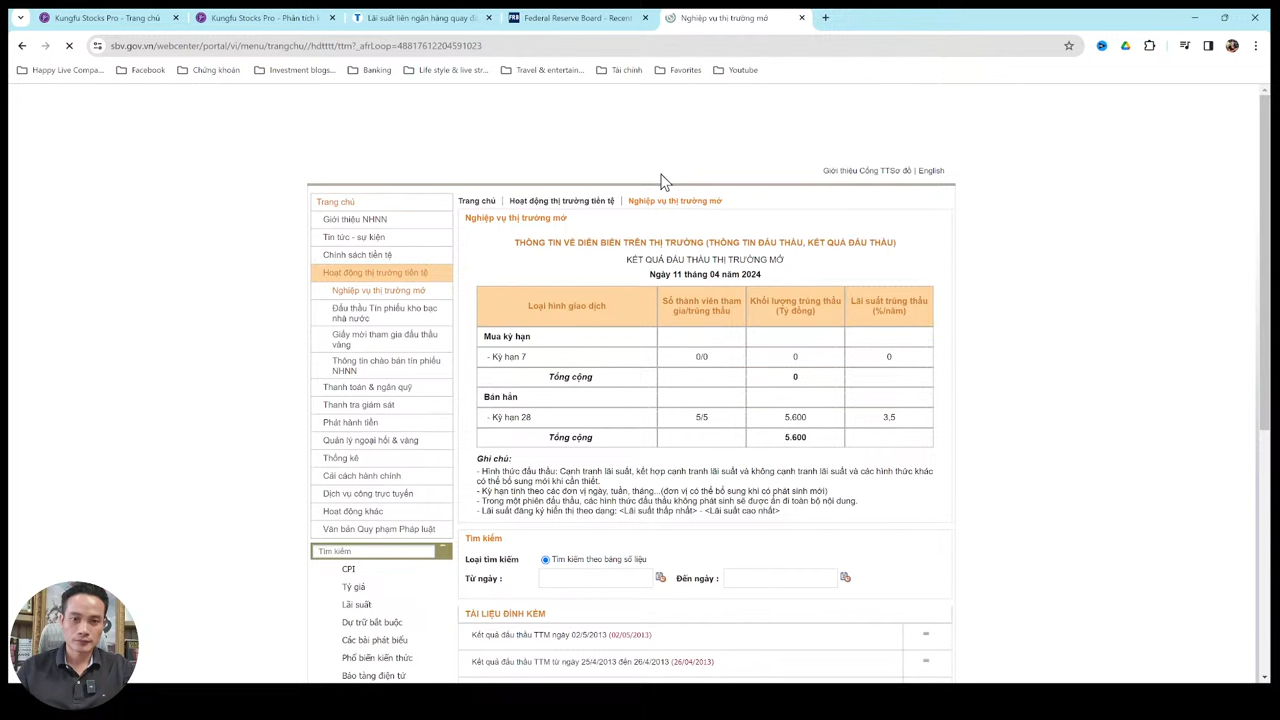 Kungfu Stocks Pro - Trang chủ
Kungfu Stocks Pro - Phân tích k
Lãi suất liên ngân hàng quay đ
Federal Reserve Board - Recent
Nghiệp vụ thị trường mở
sbv.gov.vn/webcenter/portal/vi/menu/trangchu//hdtttt/ttm?_afrLoop=48817612204591023
Happy Live Compa...
Facebook
Chứng khoán
Investment blogs...
Banking
Life style & live str...
Travel & entertain...
Tài chính
Favorites
Youtube
Giới thiệu Cổng TTSơ đồ | English
Trang chủ | Hoạt động thị trường tiền tệ | Nghiệp vụ thị trường mở
Trang chủ
Giới thiệu NHNN
Tin tức - sự kiện
Chính sách tiền tệ
Hoạt động thị trường tiền tệ
Nghiệp vụ thị trường mở
Đấu thầu Tín phiếu kho bạc
nhà nước
Giấy mời tham gia đấu thầu
vàng
Thông tin chào bán tín phiếu
NHNN
Thanh toán & ngân quỹ
Thanh tra giám sát
Phát hành tiền
Quản lý ngoại hối & vàng
Thống kê
Cải cách hành chính
Dịch vụ công trực tuyến
Hoạt động khác
Văn bản Quy phạm Pháp luật
Tìm kiếm
CPI
Tỷ giá
Lãi suất
Dự trữ bắt buộc
Các bài phát biểu
Phổ biến kiến thức
Bảo tàng điện tử
Nghiệp vụ thị trường mở
THÔNG TIN VỀ DIỄN BIẾN TRÊN THỊ TRƯỜNG (THÔNG TIN ĐẤU THẦU, KẾT QUẢ ĐẤU THẦU)
KẾT QUẢ ĐẤU THẦU THỊ TRƯỜNG MỞ
Ngày 11 tháng 04 năm 2024
Loại hình giao dịch
Số thành viên tham
gia/trúng thầu
Khối lượng trúng thầu
(Tỷ đồng)
Lãi suất trúng thầu
(%/năm)
Mua kỳ hạn
- Kỳ hạn 7 0/0 0 0
Tổng cộng 0
Bán hẳn
- Kỳ hạn 28 5/5 5.600 3,5
Tổng cộng 5.600
Ghi chú:
- Hình thức đấu thầu: Cạnh tranh lãi suất, kết hợp cạnh tranh lãi suất và không cạnh tranh lãi suất và các hình thức khác
có thể bổ sung mới khi cần thiết.
- Kỳ hạn tính theo các đơn vị ngày, tuần, tháng...(đơn vị có thể bổ sung khi có phát sinh mới)
- Trong một phiên đấu thầu, các hình thức đấu thầu không phát sinh sẽ được ẩn đi toàn bộ nội dung.
- Lãi suất đăng ký hiển thị theo dạng: <Lãi suất thấp nhất> - <Lãi suất cao nhất>
Tìm kiếm
Loại tìm kiếm Tìm kiếm theo bảng số liệu
Từ ngày : Đến ngày :
TÀI LIỆU ĐÍNH KÈM
Kết quả đấu thầu TTM ngày 02/5/2013 (02/05/2013)
Kết quả đấu thầu TTM từ ngày 25/4/2013 đến 26/4/2013 (26/04/2013)